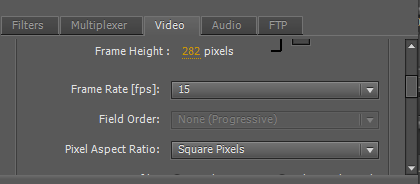 Filters Multiplexer Video Audio FTP
Frame Height : 282 pixels
Frame Rate [fps]: 15
Field Order: None (Progressive)
Pixel Aspect Ratio: Square Pixels